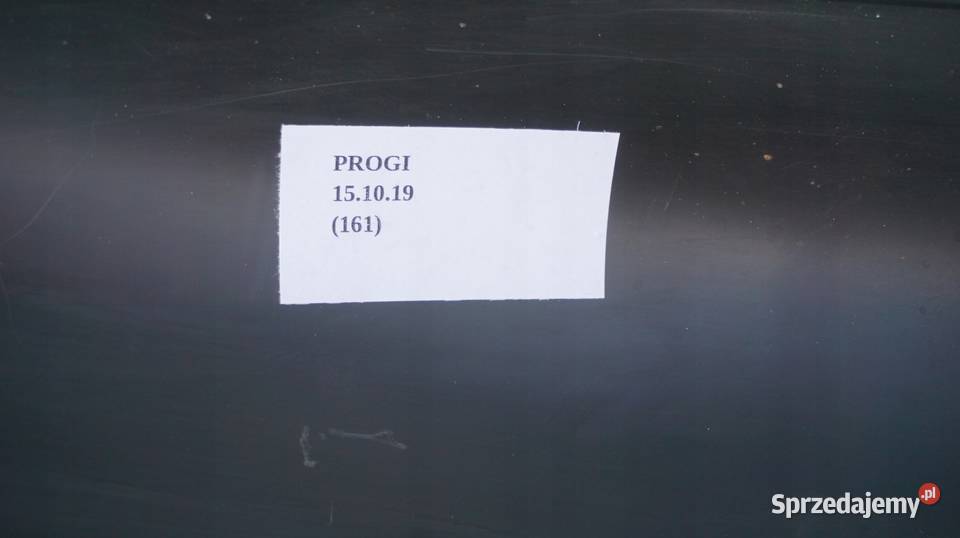 PROGI
15.10.19
(161)
Sprzedajemy.pl